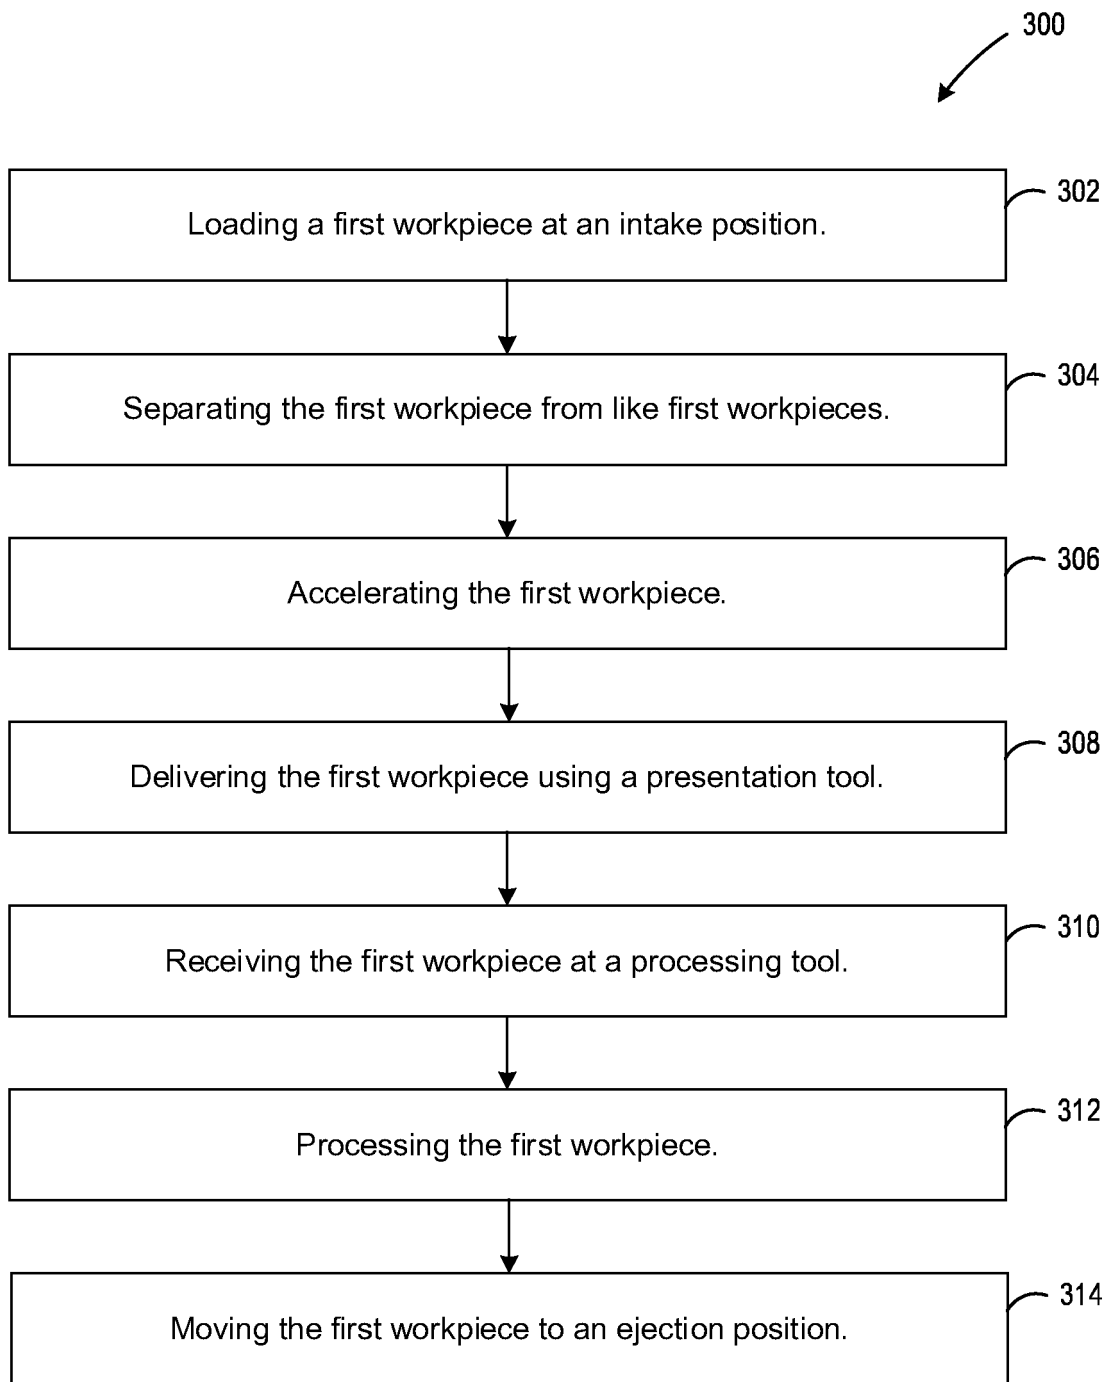 300
302
Loading a first workpiece at an intake position.
304
Separating the first workpiece from like first workpieces.
306
Accelerating the first workpiece.
308
Delivering the first workpiece using a presentation tool.
310
Receiving the first workpiece at a processing tool.
312
Processing the first workpiece.
314
Moving the first workpiece to an ejection position.